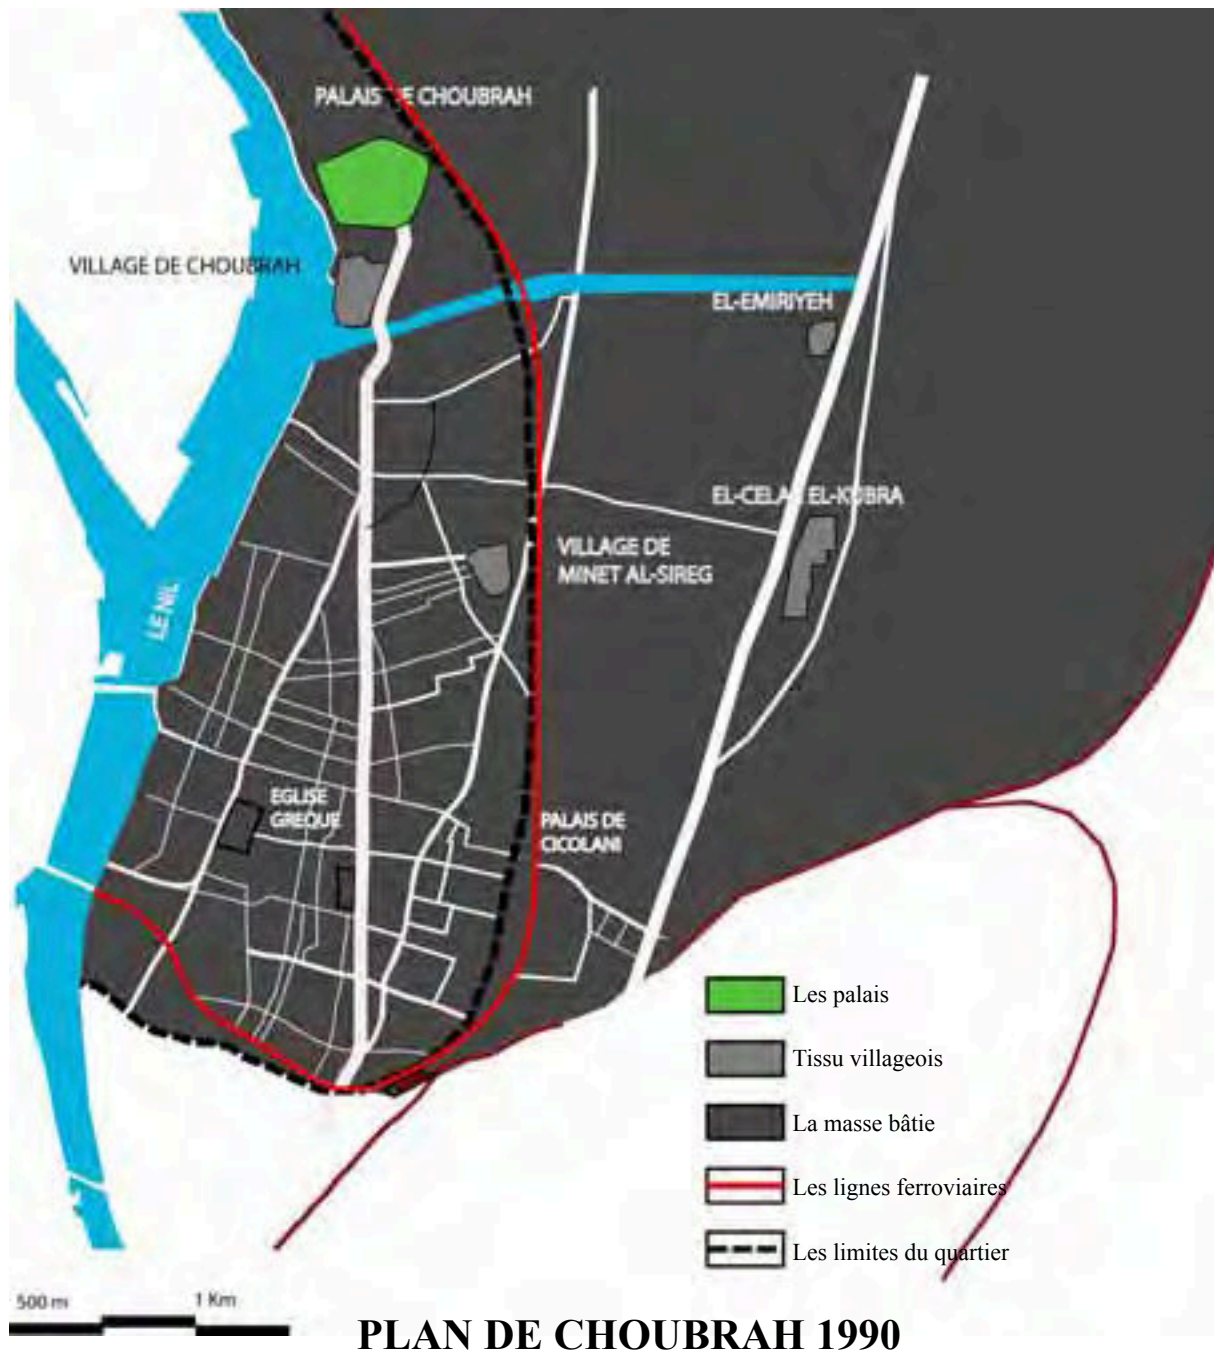 PALAIS DE CHOUBRAH
VILLAGE DE CHOUBRAH
EL-EMIRIYEH
EL-CELAT EL-KUBRA
VILLAGE DE
MINET AL-SIREG
LE NIL
EGLISE
GREQUE
PALAIS DE
CICOLANI
Les palais
Tissu villageois
La masse bâtie
Les lignes ferroviaires
Les limites du quartier
500 m
1 Km
PLAN DE CHOUBRAH 1990